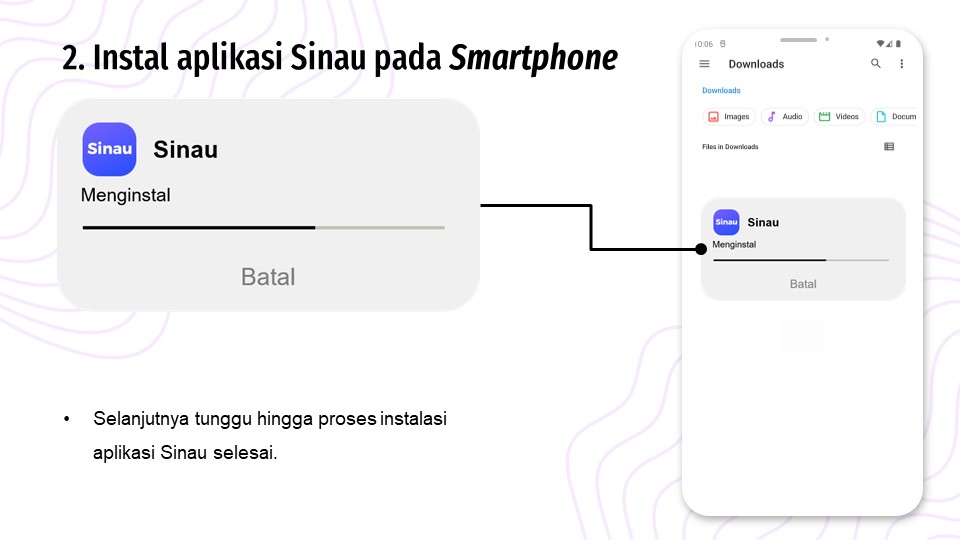 2. Instal aplikasi Sinau pada Smartphone
Sinau
Sinau
Menginstal
Batal
Selanjutnya tunggu hingga proses instalasi
aplikasi Sinau selesai.
10:06
Downloads
Downloads
Images
Audio
Videos
Docum
Files in Downloads
Sinau
Sinau
Menginstal
Batal